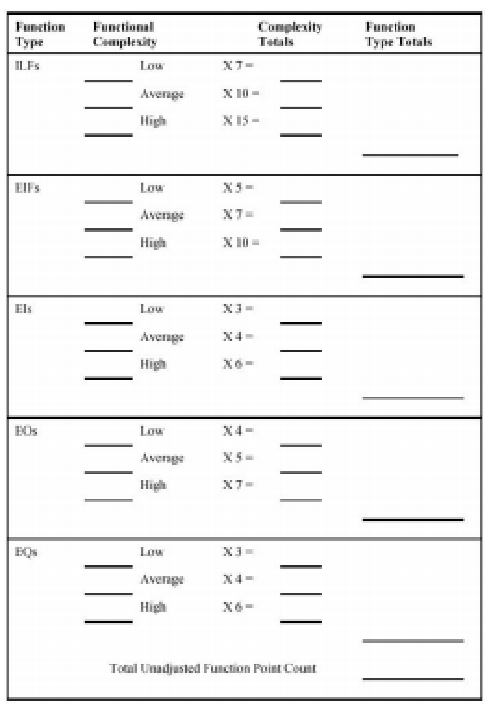 Function Functional Complexity Function
Type Complexity Totals Type Totals
ILFs Low X 7 =
Average X 10 =
High X 15 =
EIFs Low X 5 =
Average X 7 =
High X 10 =
EIs Low X 3 =
Average X 4 =
High X 6 =
EOs Low X 4 =
Average X 5 =
High X 7 =
EQs Low X 3 =
Average X 4 =
High X 6 =
Total Unadjusted Function Point Count